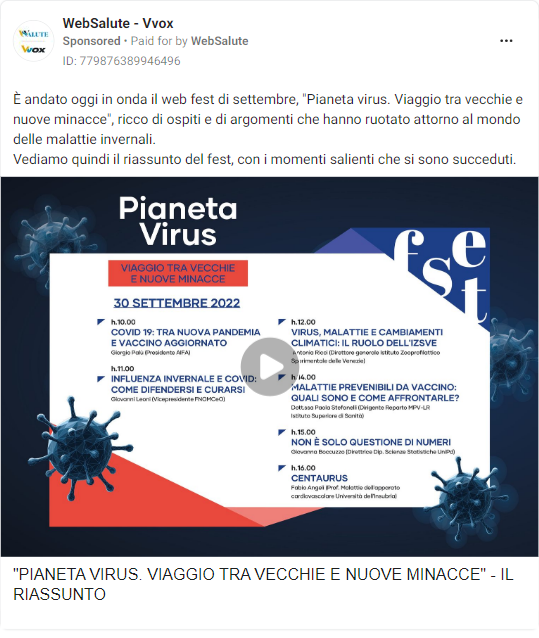 WebSalute - Vvox
Sponsored • Paid for by WebSalute
ID: 779876389946496
WebSALUTE
VVOX
È andato oggi in onda il web fest di settembre, "Pianeta virus. Viaggio tra vecchie e
nuove minacce", ricco di ospiti e di argomenti che hanno ruotato attorno al mondo
delle malattie invernali.
Vediamo quindi il riassunto del fest, con i momenti salienti che si sono succeduti.
Pianeta
Virus
fest
VIAGGIO TRA VECCHIE
E NUOVE MINACCE
30 SETTEMBRE 2022
h.10.00
COVID 19: TRA NUOVA PANDEMIA
E VACCINO AGGIORNATO
Giorgio Palù (Presidente AIFA)
h.11.00
INFLUENZA INVERNALE E COVID:
COME DIFENDERSI E CURARSI
Giovanni Leoni (Vicepresidente FNOMCeO)
h.12.00
VIRUS, MALATTIE E CAMBIAMENTI
CLIMATICI: IL RUOLO DELL'IZSVE
Antonia Ricci (Direttore generale Istituto Zooprofilattico
Sperimentale delle Venezie)
h.14.00
MALATTIE PREVENIBILI DA VACCINO:
QUALI SONO E COME AFFRONTARLE?
Dott.ssa Paola Stefanelli (Dirigente Reparto MPV-LR
Istituto Superiore di Sanità)
h.15.00
NON È SOLO QUESTIONE DI NUMERI
Giovanna Boccuzzo (Direttrice Dip. Scienze Statistiche UniPd)
h.16.00
CENTAURUS
Fabio Angeli (Prof. Malattie dell'apparato
cardiovascolare Università dell'Insubria)
"PIANETA VIRUS. VIAGGIO TRA VECCHIE E NUOVE MINACCE" - IL
RIASSUNTO